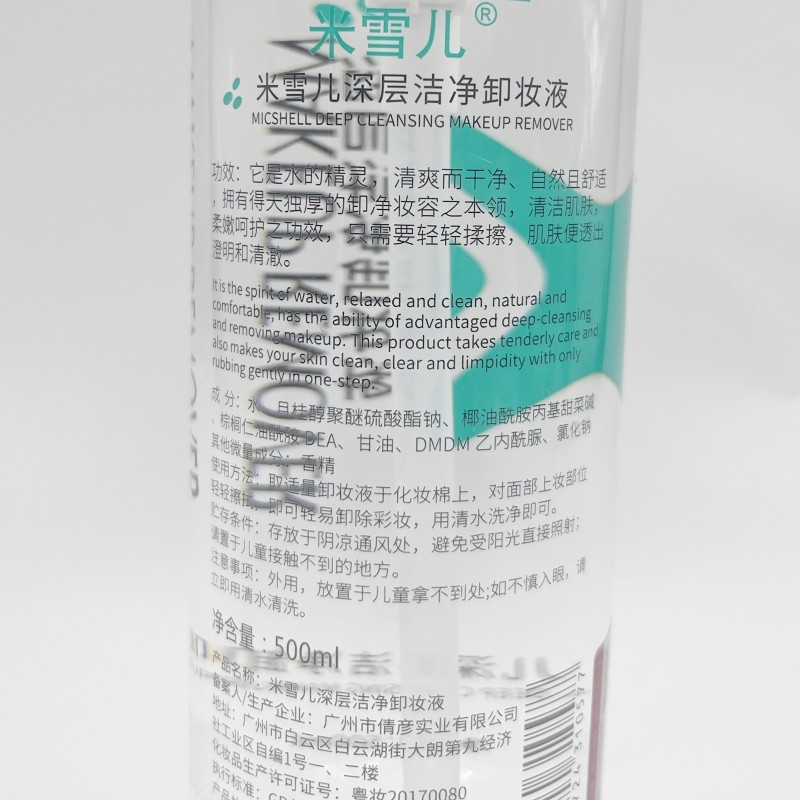 米雪儿®
米雪儿深层洁净卸妆液
MICSHELL DEEP CLEANSING MAKEUP REMOVER
功效：它是水的精灵，清爽而干净、自然且舒适
，拥有得天独厚的卸净妆容之本领，清洁肌肤，
柔嫩呵护之功效，只需要轻轻揉擦，肌肤便透出
澄明和清澈。
It is the spirit of water, relaxed and clean, natural and
comfortable, has the ability of advantaged deep-cleansing
and removing makeup. This product takes tenderly care and
also makes your skin clean, clear and limpidity with only
rubbing gently in one-step.
成 分：水、月桂醇聚醚硫酸酯钠、椰油酰胺丙基甜菜碱
、棕榈仁油酰胺 DEA、甘油、DMDM 乙内酰脲、氯化钠
其他微量成分：香精
使用方法：取适量卸妆液于化妆棉上，对面部上妆部位
轻轻擦拭，即可轻易卸除彩妆，用清水洗净即可。
贮存条件：存放于阴凉通风处，避免受阳光直接照射；
请置于儿童接触不到的地方。
注意事项：外用，放置于儿童拿不到处;如不慎入眼，请
立即用清水清洗。
净含量：500ml
产品名称：米雪儿深层洁净卸妆液
备案人/生产企业：广州市倩彦实业有限公司
地址：广州市白云区白云湖街大朗第九经济
社工业区自编1号一、二楼
化妆品生产许可证号：粤妆20170080
执行标准：
724 310577
MAKEUP REMOVER